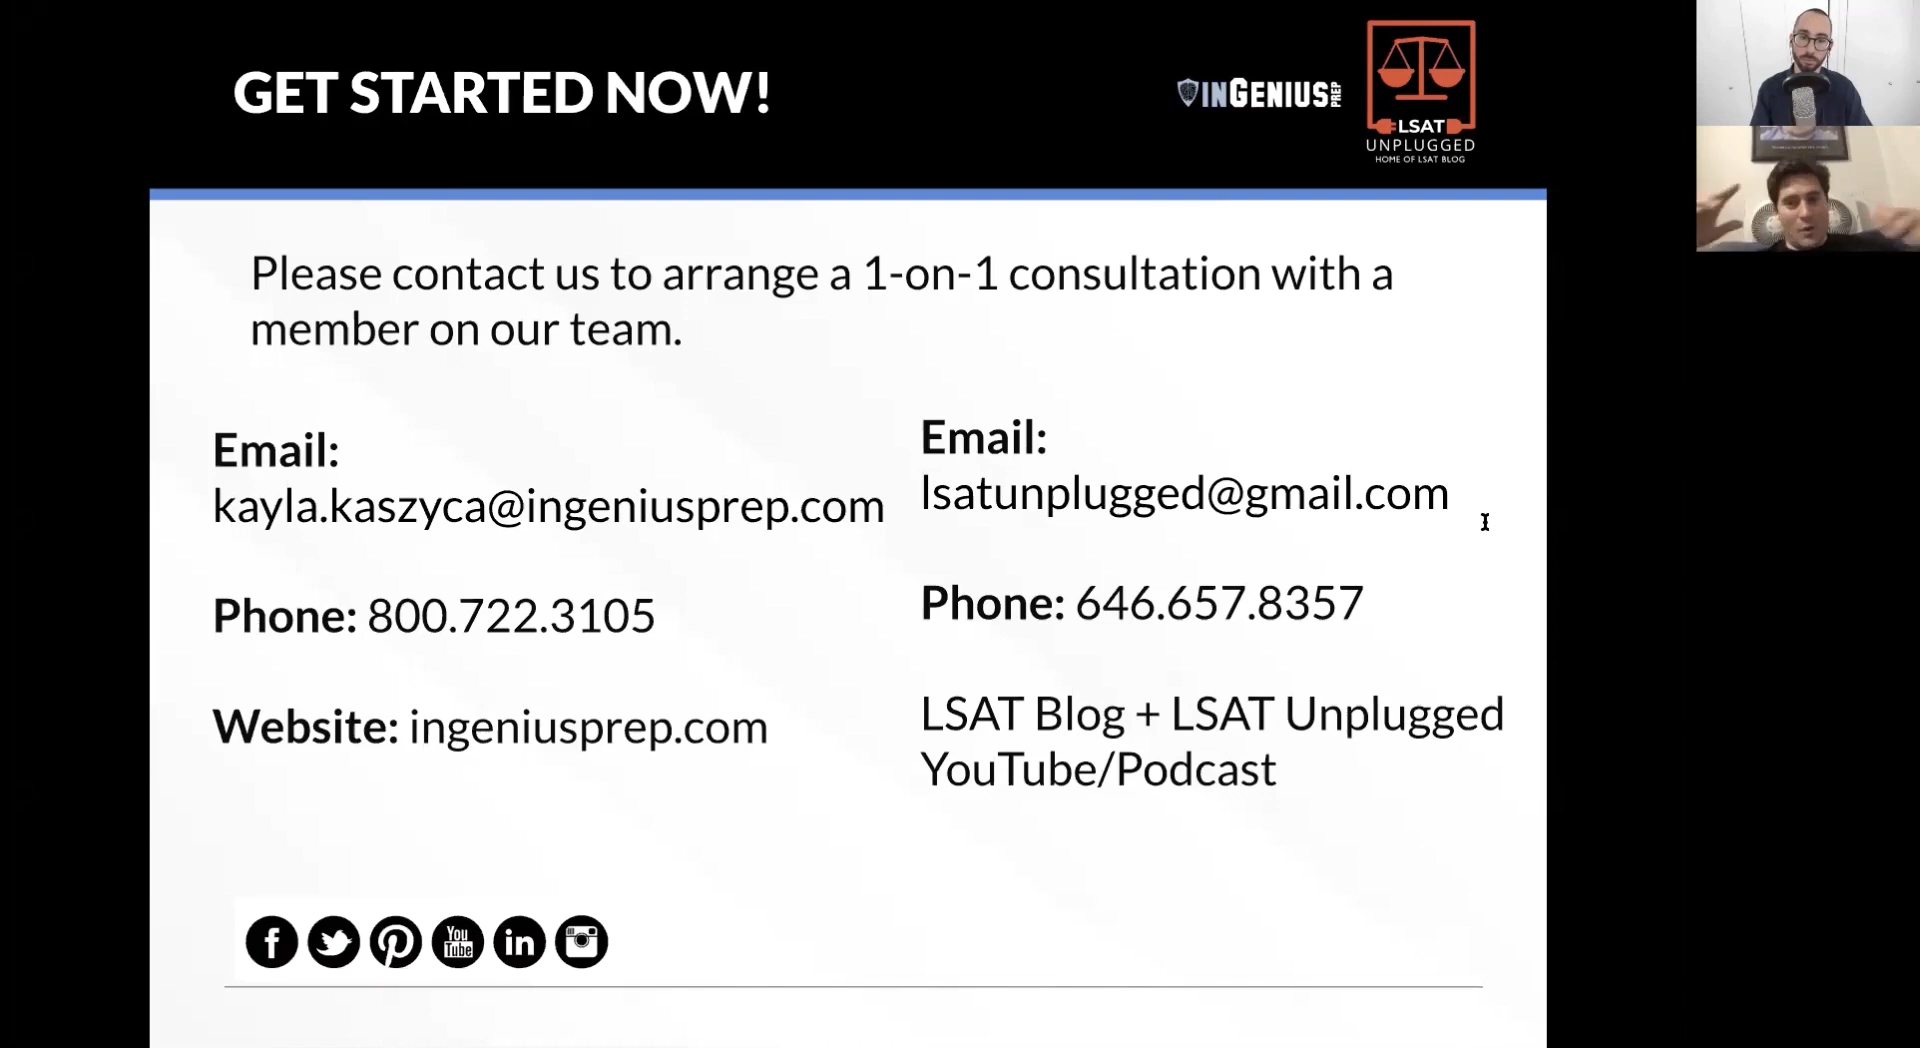 GET STARTED NOW!
INGENIUS PREP
LSAT
UNPLUGGED
HOME OF LSAT BLOG
Please contact us to arrange a 1-on-1 consultation with a
member on our team.
Email:
kayla.kaszyca@ingeniusprep.com
Phone: 800.722.3105
Website: ingeniusprep.com
Email:
lsatunplugged@gmail.com
Phone: 646.657.8357
LSAT Blog + LSAT Unplugged
YouTube/Podcast
f
You
Tube
in